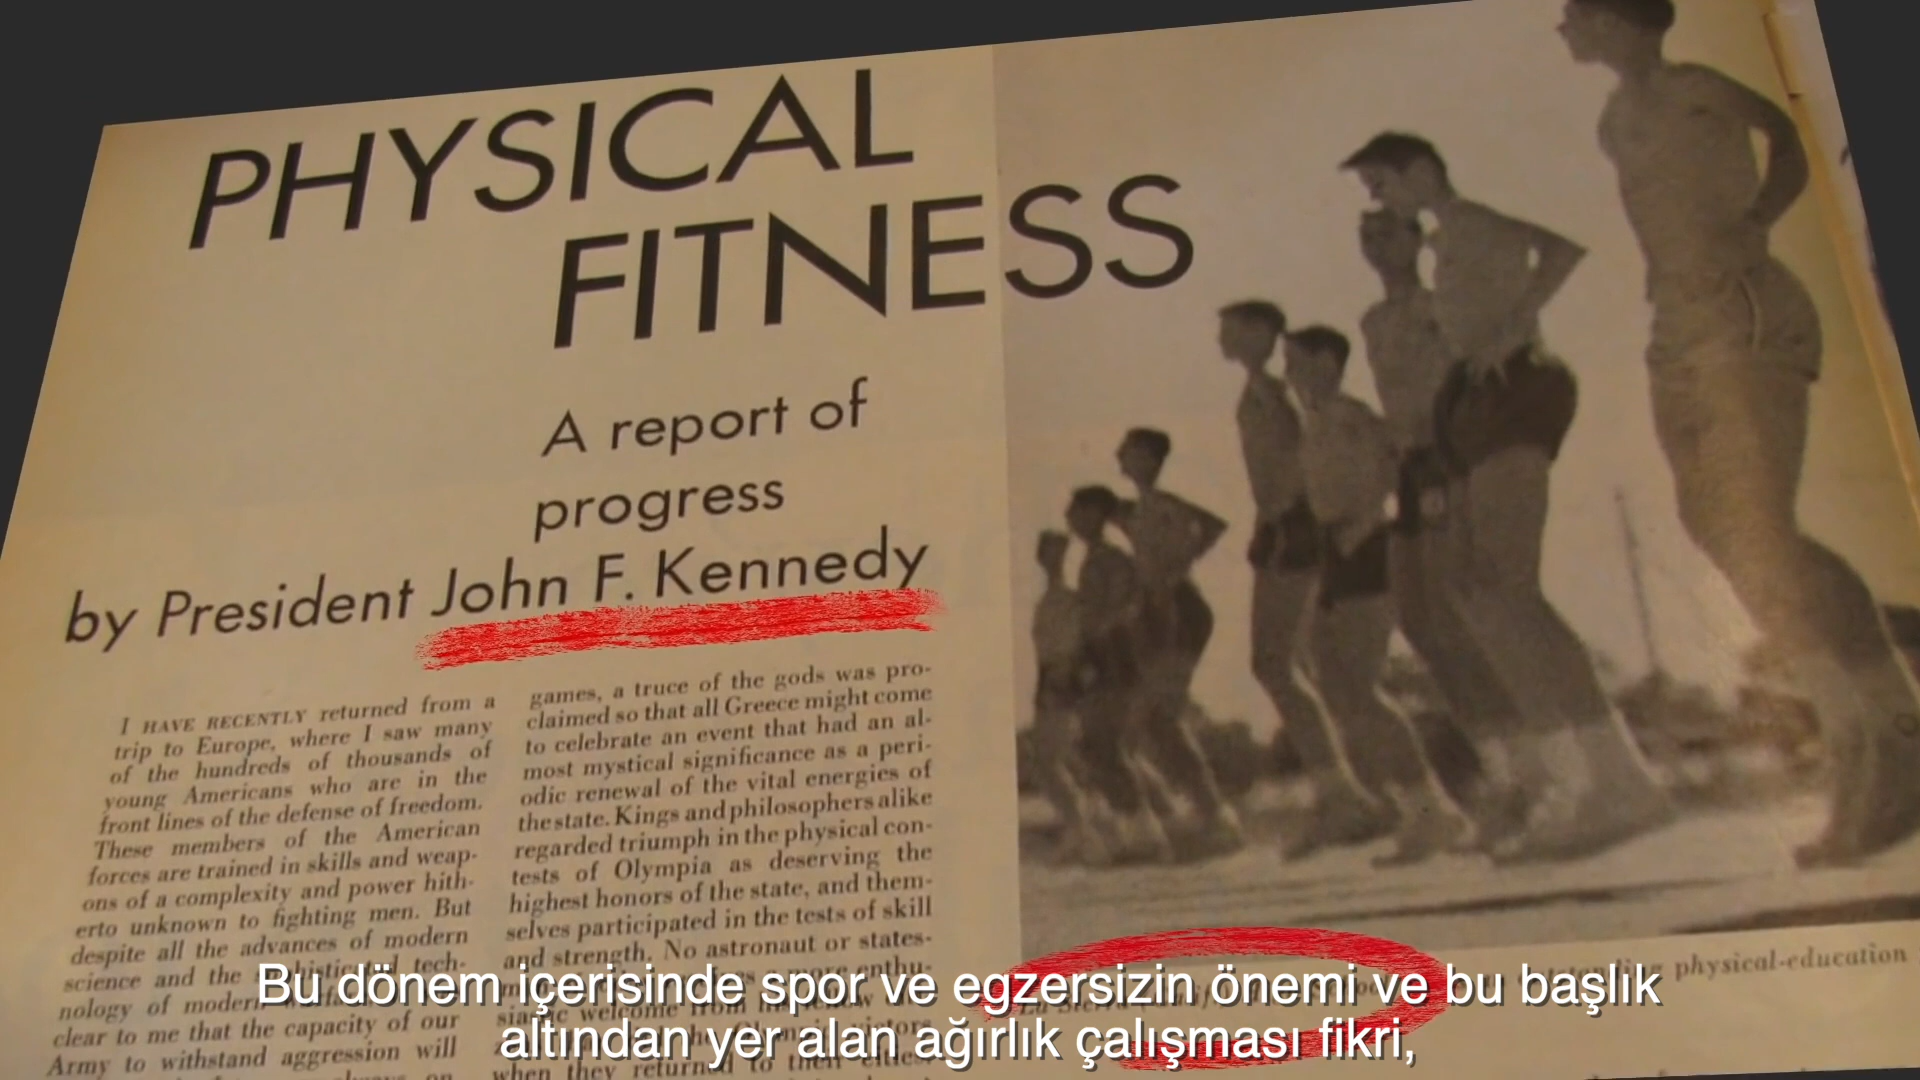 PHYSICAL
FITNESS
A report of
progress
by President John F. Kennedy
I HAVE RECENTLY returned from a
trip to Europe, where I saw many
of the hundreds of thousands of
young Americans who are in the
front lines of the defense of freedom.
These members of the American
forces are trained in skills and weap-
ons of a complexity and power hith-
erto unknown to fighting men. But
despite all the advances of modern
science and the
nology of modern
clear to me that the capacity of our
Army to withstand aggression will
games, a truce of the gods was pro-
claimed so that all Greece might come
to celebrate an event that had an al-
most mystical significance as a peri-
odic renewal of the vital energies of
the state. Kings and philosophers alike
regarded triumph in the physical con-
tests of Olympia as deserving the
highest honors of the state, and them-
selves participated in the tests of skill
and strength. No astronaut or states-
when they returned to their cities.
physical-education
Bu dönem içerisinde spor ve egzersizin önemi ve bu başlık
altından yer alan ağırlık çalışması fikri,